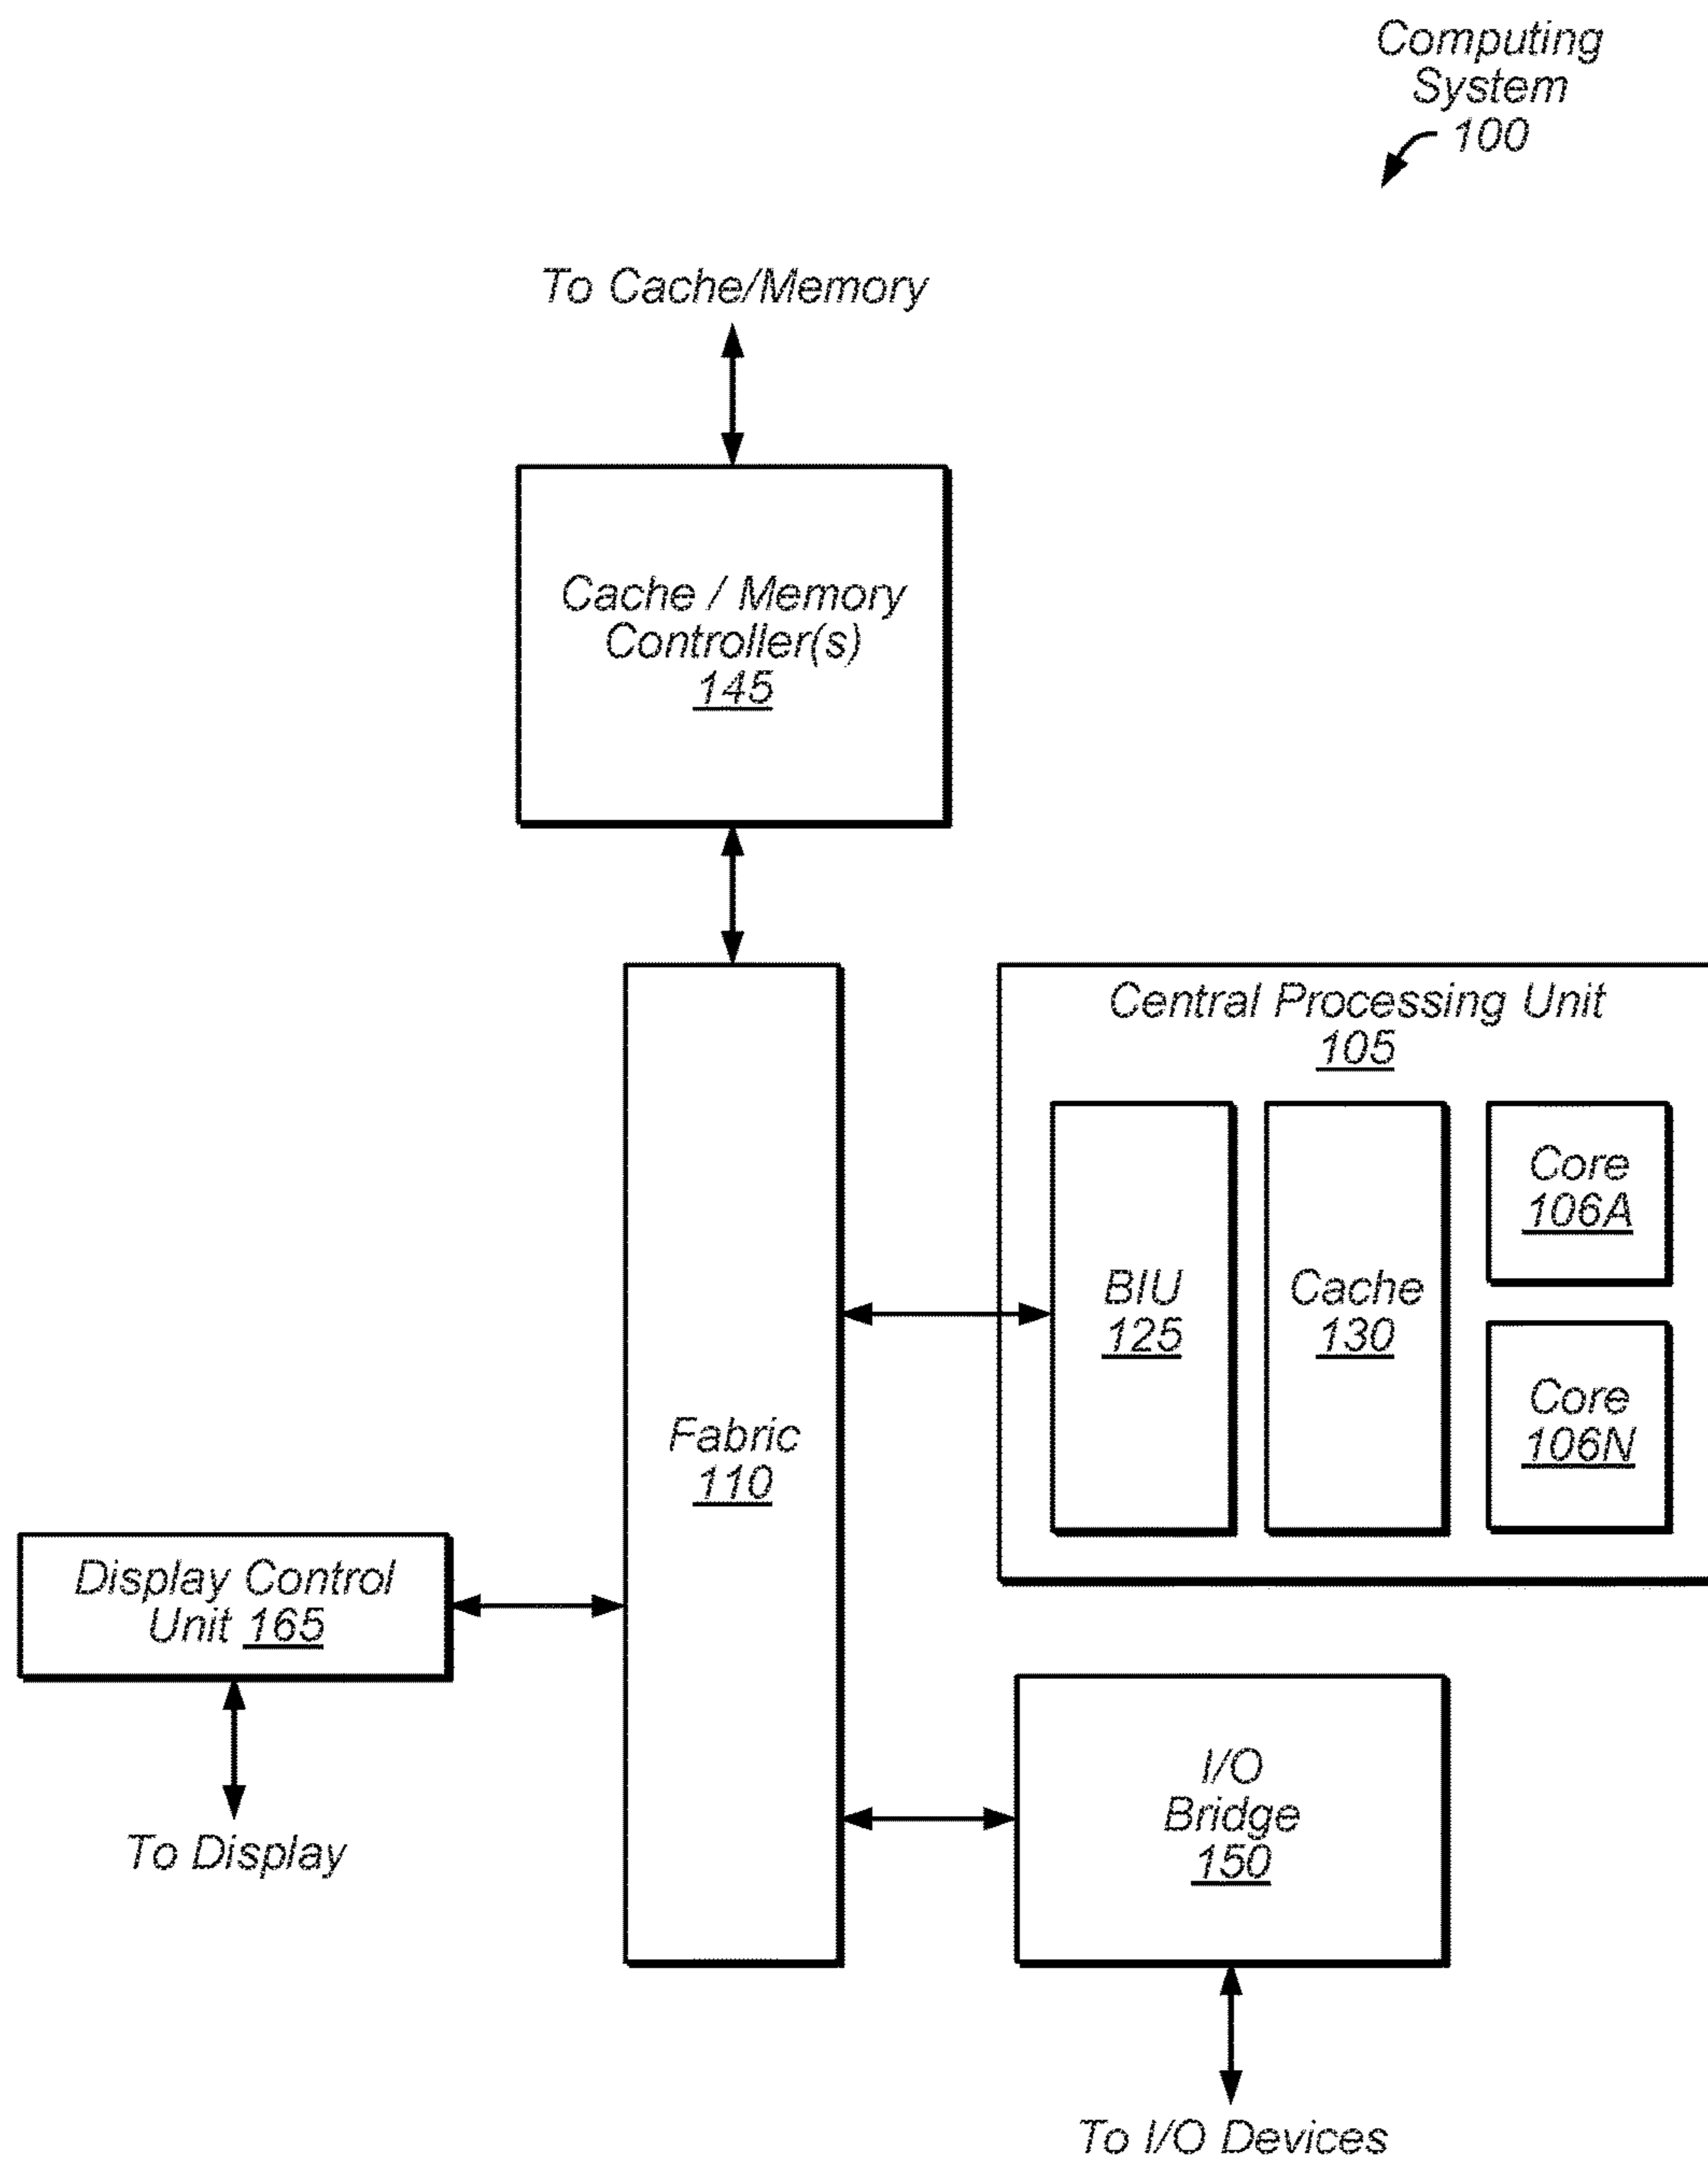 Computing
System
100
To Cache/Memory
Cache / Memory
Controller(s)
145
Central Processing Unit
105
BIU
125
Cache
130
Core
106A
Core
106N
Fabric
110
Display Control
Unit 165
To Display
I/O
Bridge
150
To I/O Devices